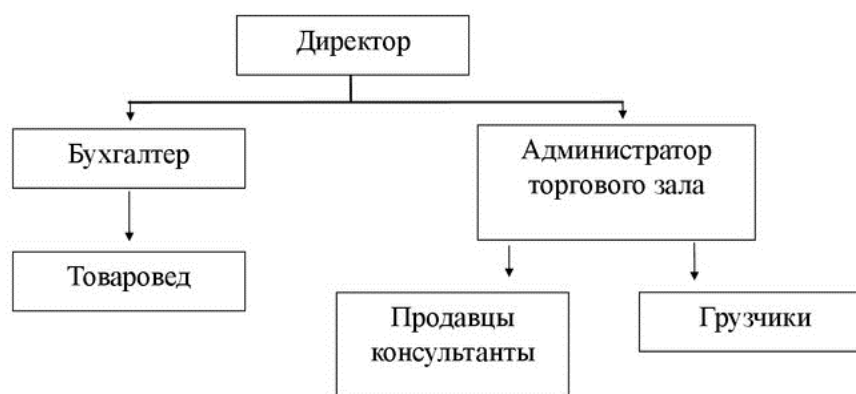 Директор
Бухгалтер
Администратор
торгового зала
Товаровед
Продавцы
консультанты
Грузчики